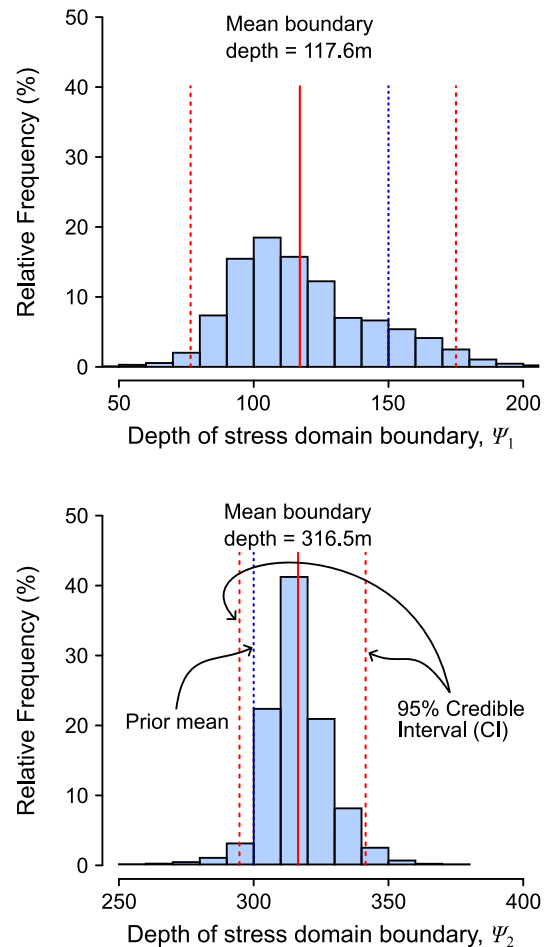 Mean boundary
depth = 117.6m
Relative Frequency (%)
50
40
30
20
10
0
50
100
150
200
Depth of stress domain boundary, Ψ1
Mean boundary
depth = 316.5m
Relative Frequency (%)
50
40
30
20
10
0
Prior mean
95% Credible
Interval (CI)
250
300
350
400
Depth of stress domain boundary, Ψ2